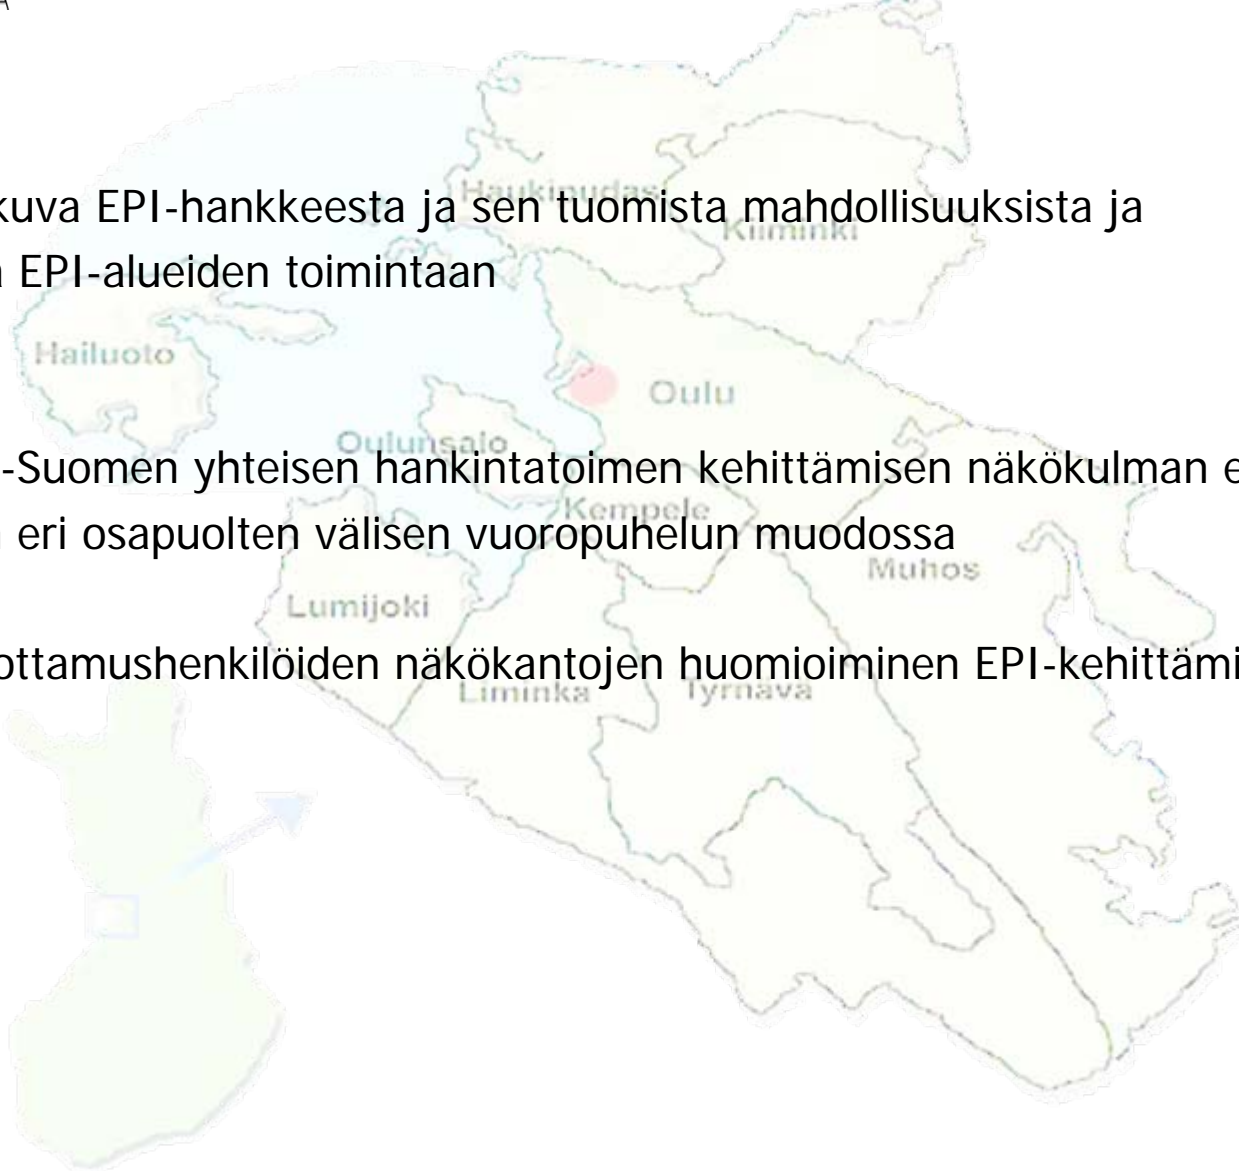 kuva EPI-hankkeesta ja sen tuomista mahdollisuuksista ja
EPI-alueiden toimintaan
-Suomen yhteisen hankintatoimen kehittämisen näkökulman e
eri osapuolten välisen vuoropuhelun muodossa
ottamushenkilöiden näkökantojen huomioiminen EPI-kehittämi
Haukipudas
Kiiminki
Hailuoto
Oulu
Oulunsalo
Kempele
Muhos
Lumijoki
Liminka
Tyrnävä